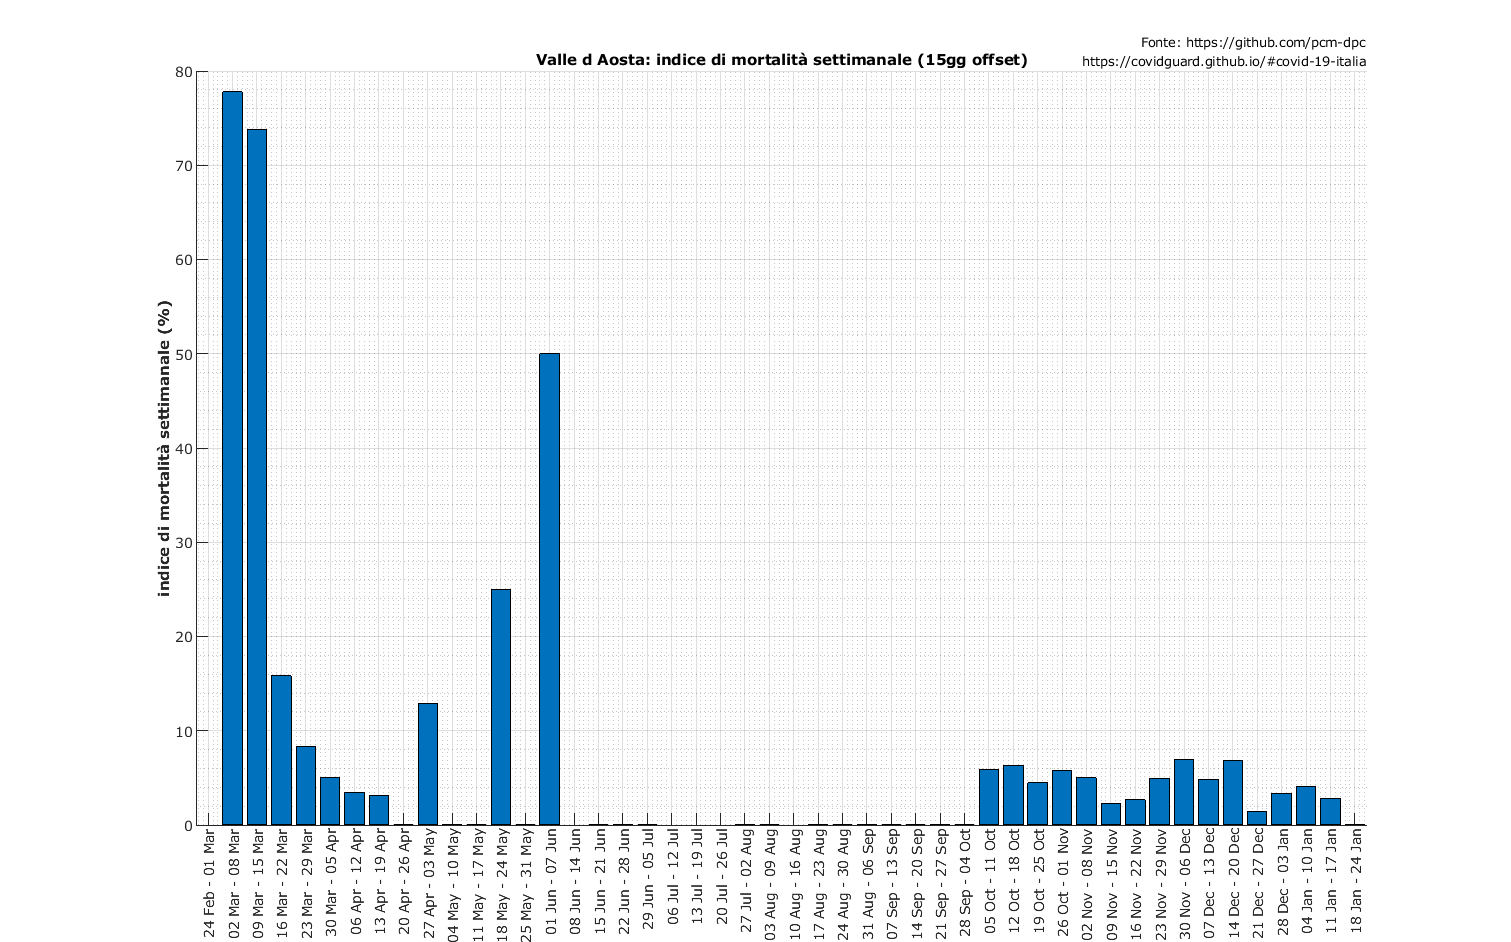 Fonte: https://github.com/pcm-dpc
Valle d Aosta: indice di mortalità settimanale (15gg offset)
https://covidguard.github.io/#covid-19-italia
indice di mortalità settimanale (%)
80
70
60
50
40
30
20
10
0
24 Feb - 01 Mar
02 Mar - 08 Mar
09 Mar - 15 Mar
16 Mar - 22 Mar
23 Mar - 29 Mar
30 Mar - 05 Apr
06 Apr - 12 Apr
13 Apr - 19 Apr
20 Apr - 26 Apr
27 Apr - 03 May
04 May - 10 May
11 May - 17 May
18 May - 24 May
25 May - 31 May
01 Jun - 07 Jun
08 Jun - 14 Jun
15 Jun - 21 Jun
22 Jun - 28 Jun
29 Jun - 05 Jul
06 Jul - 12 Jul
13 Jul - 19 Jul
20 Jul - 26 Jul
27 Jul - 02 Aug
03 Aug - 09 Aug
10 Aug - 16 Aug
17 Aug - 23 Aug
24 Aug - 30 Aug
31 Aug - 06 Sep
07 Sep - 13 Sep
14 Sep - 20 Sep
21 Sep - 27 Sep
28 Sep - 04 Oct
05 Oct - 11 Oct
12 Oct - 18 Oct
19 Oct - 25 Oct
26 Oct - 01 Nov
02 Nov - 08 Nov
09 Nov - 15 Nov
16 Nov - 22 Nov
23 Nov - 29 Nov
30 Nov - 06 Dec
07 Dec - 13 Dec
14 Dec - 20 Dec
21 Dec - 27 Dec
28 Dec - 03 Jan
04 Jan - 10 Jan
11 Jan - 17 Jan
18 Jan - 24 Jan